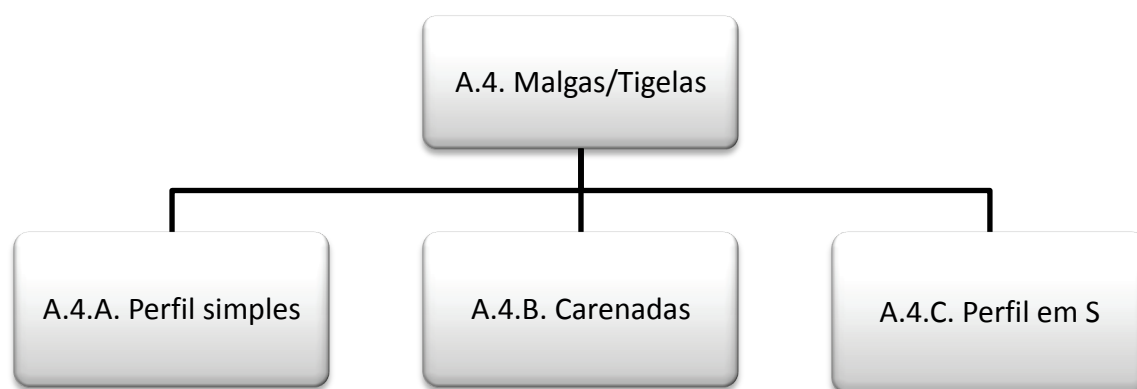 A.4. Malgas/Tigelas
A.4.A. Perfil simples
A.4.B. Carenadas
A.4.C. Perfil em S